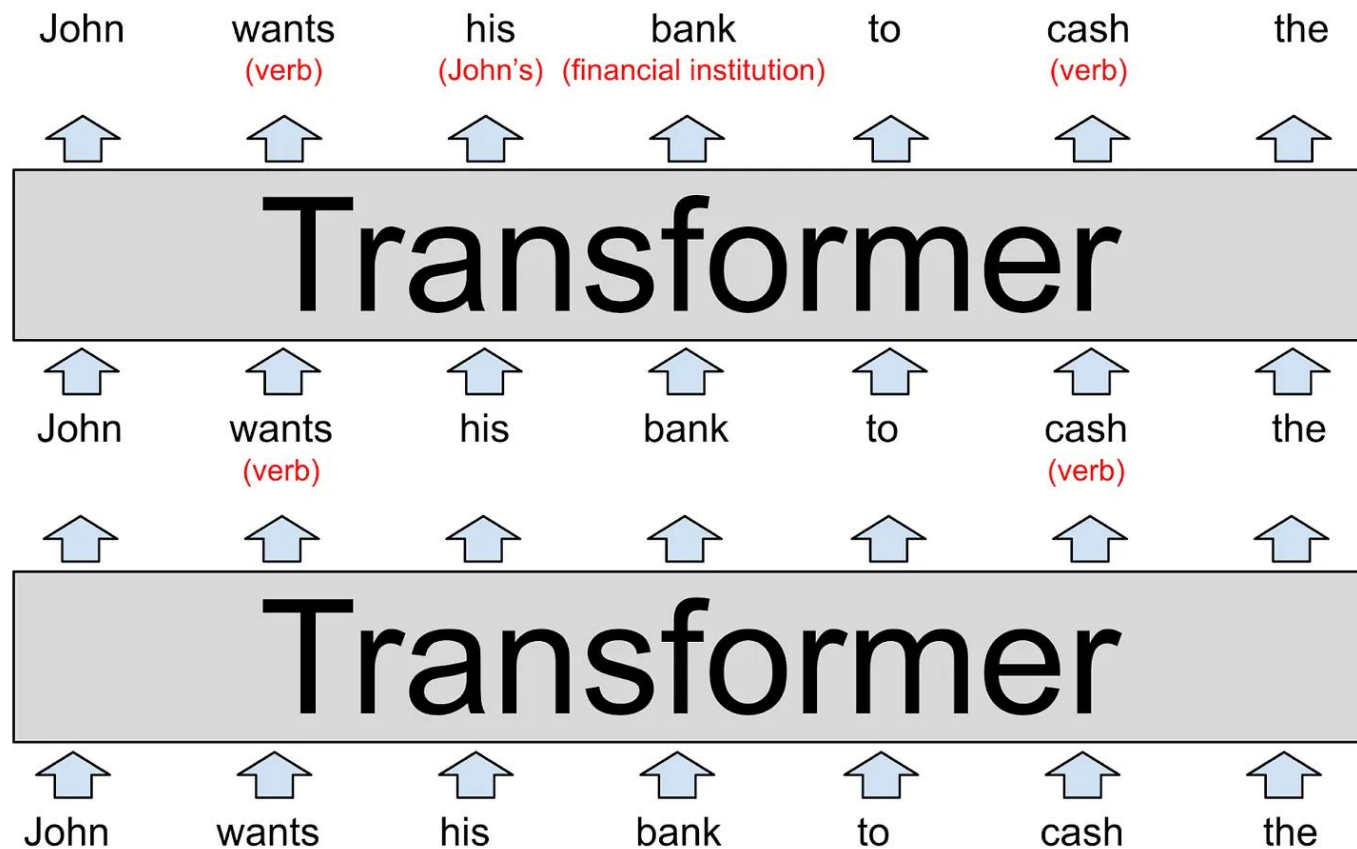 John wants his bank to cash the
(verb) (John's) (financial institution) (verb)
Transformer
John wants his bank to cash the
(verb) (verb)
Transformer
John wants his bank to cash the